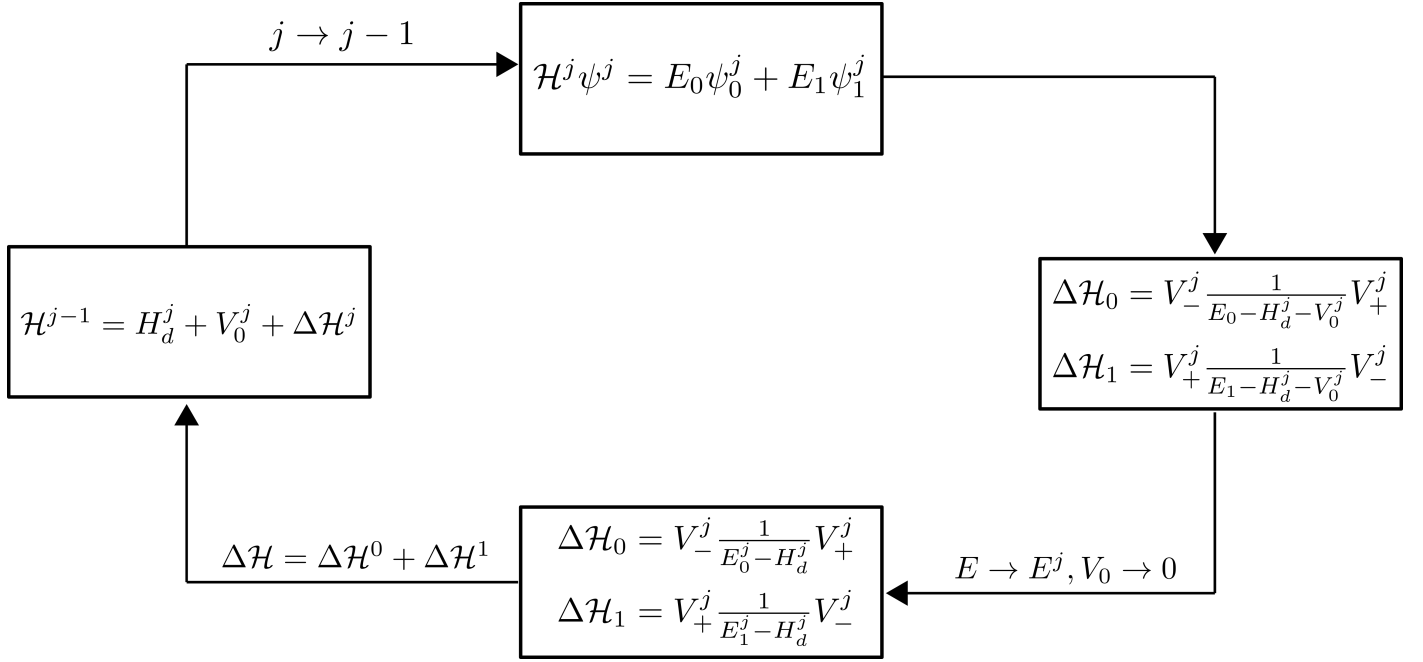 j → j − 1
ℋ^j ψ^j = E_0 ψ_0^j + E_1 ψ_1^j
Δℋ_0 = V_-^j \frac{1}{E_0 − H_d^j − V_0^j} V_+^j
Δℋ_1 = V_+^j \frac{1}{E_1 − H_d^j − V_0^j} V_-^j
ℋ^{j−1} = H_d^j + V_0^j + Δℋ^j
Δℋ = Δℋ^0 + Δℋ^1
Δℋ_0 = V_-^j \frac{1}{E_0^j − H_d^j} V_+^j
Δℋ_1 = V_+^j \frac{1}{E_1^j − H_d^j} V_-^j
E → E^j, V_0 → 0